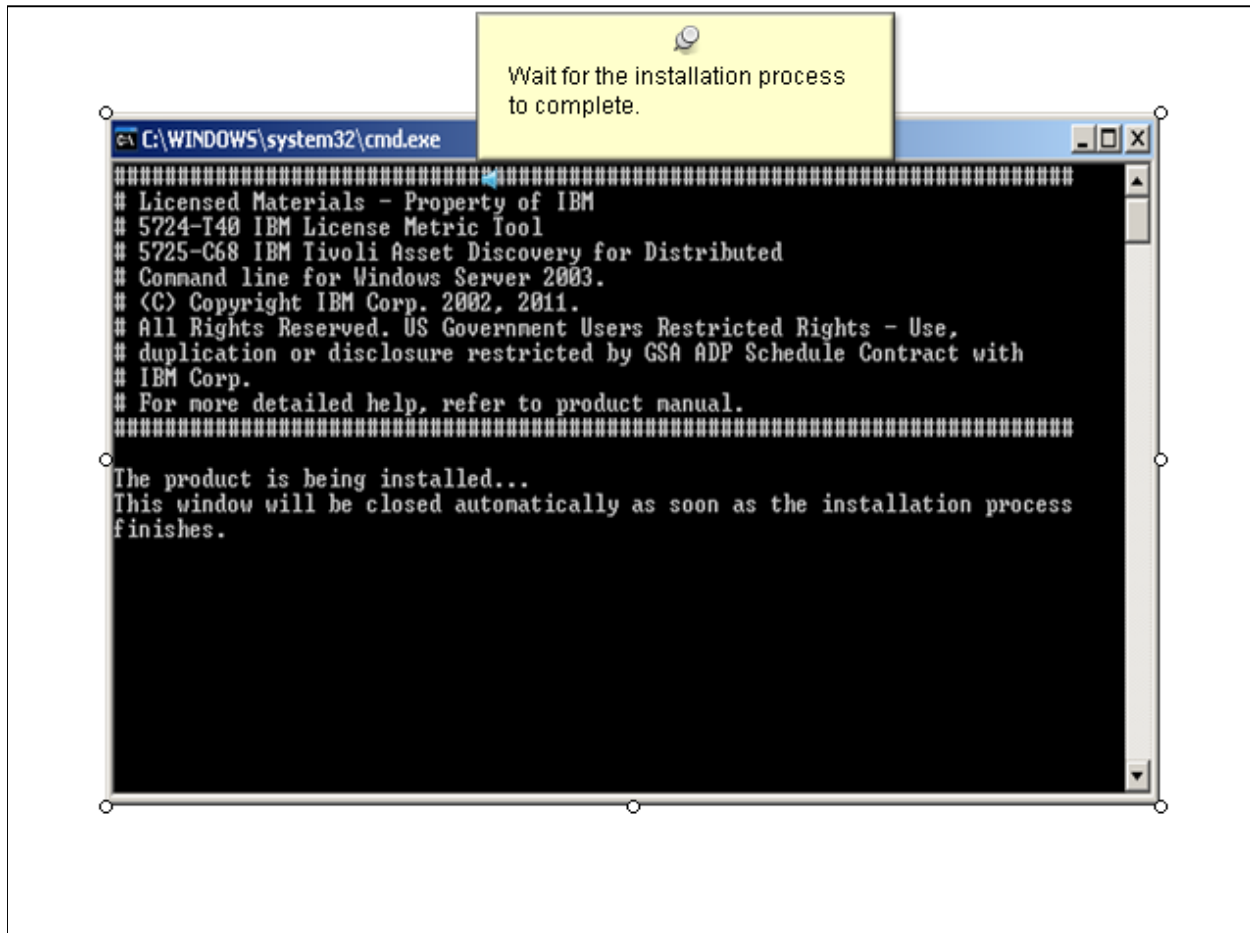 Wait for the installation process
to complete.
C:\WINDOWS\system32\cmd.exe
############################################################################
# Licensed Materials - Property of IBM
# 5724-I40 IBM License Metric Tool
# 5725-C68 IBM Tivoli Asset Discovery for Distributed
# Command line for Windows Server 2003.
# (C) Copyright IBM Corp. 2002, 2011.
# All Rights Reserved. US Government Users Restricted Rights - Use,
# duplication or disclosure restricted by GSA ADP Schedule Contract with
# IBM Corp.
# For more detailed help, refer to product manual.
############################################################################
The product is being installed...
This window will be closed automatically as soon as the installation process
finishes.